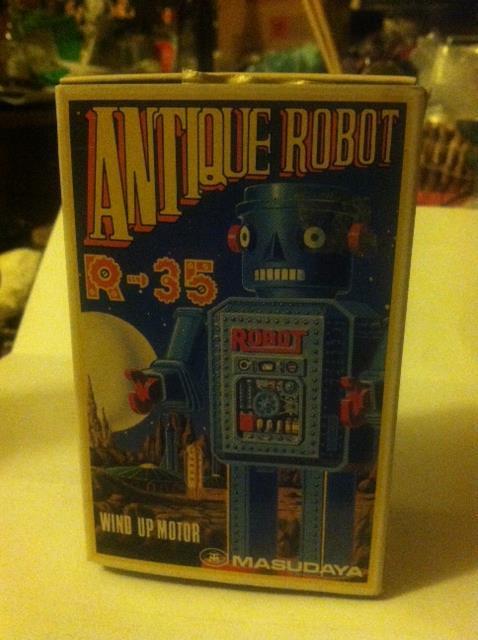 ANTIQUE ROBOT
R-35
ROBOT
WIND UP MOTOR
MASUDAYA